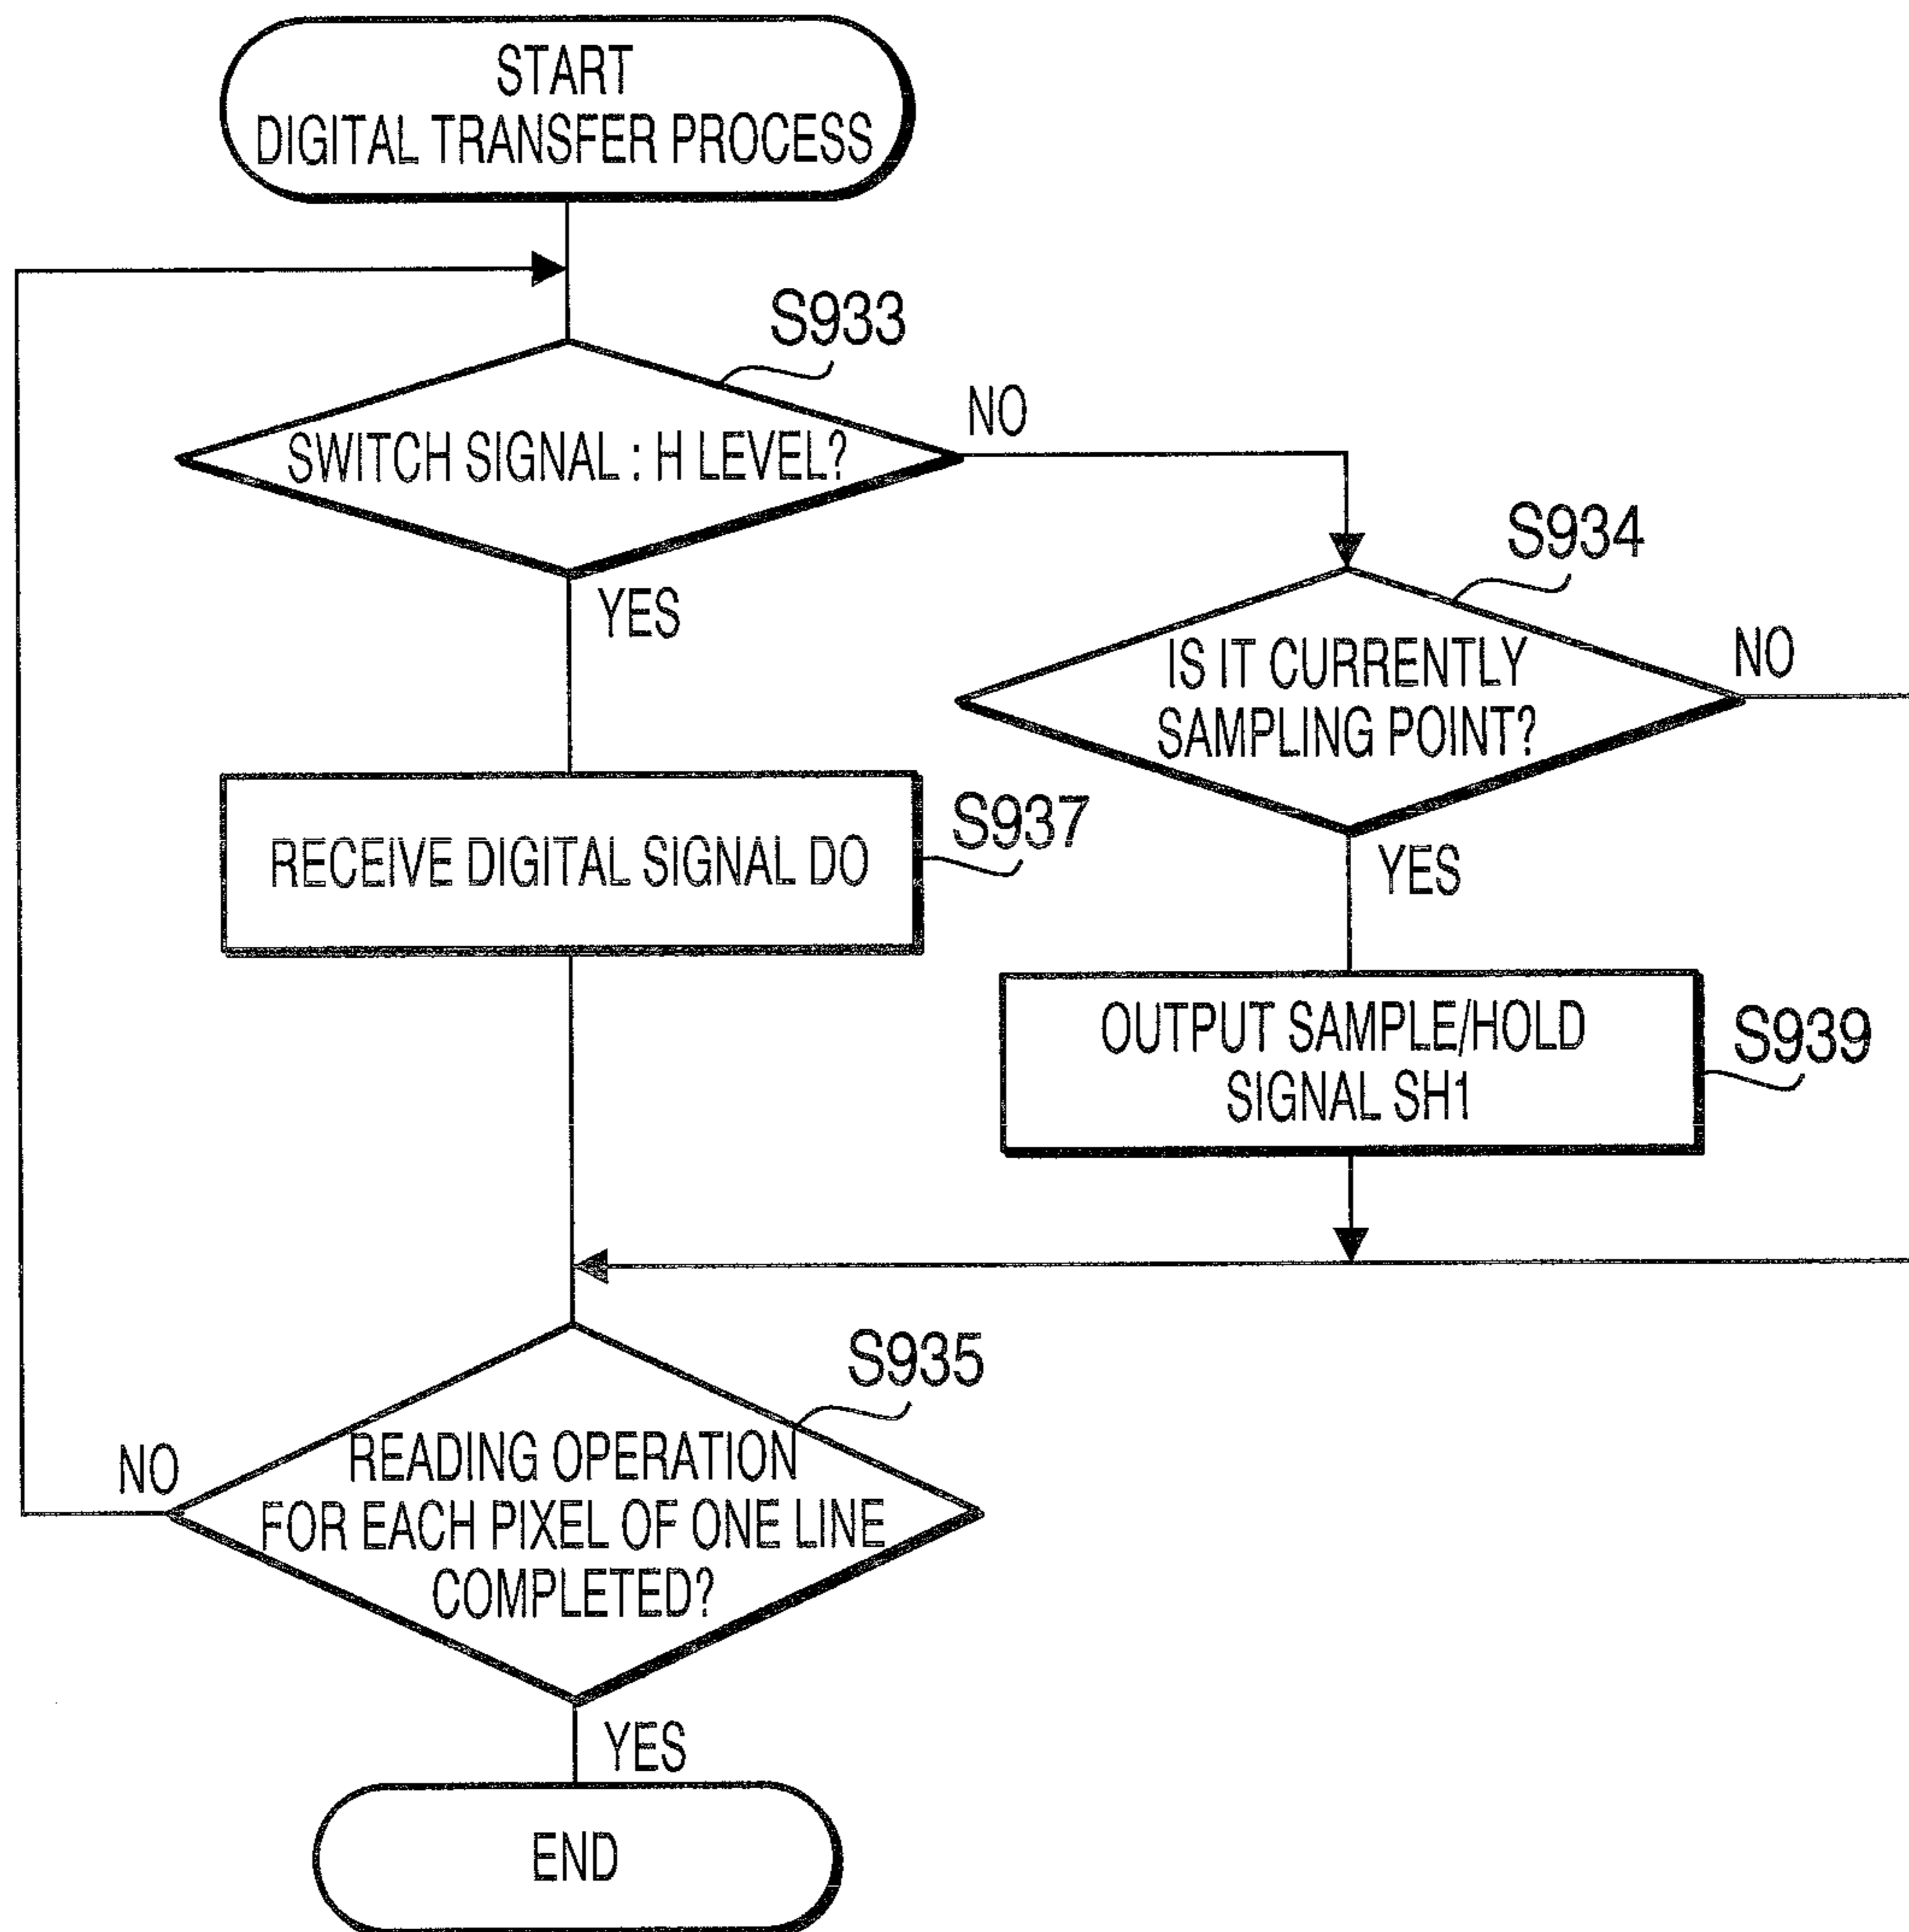 START
DIGITAL TRANSFER PROCESS
S933
SWITCH SIGNAL : H LEVEL?
NO
YES
S934
IS IT CURRENTLY
SAMPLING POINT?
NO
YES
RECEIVE DIGITAL SIGNAL DO
S937
OUTPUT SAMPLE/HOLD
SIGNAL SH1
S939
S935
READING OPERATION
FOR EACH PIXEL OF ONE LINE
COMPLETED?
NO
YES
END